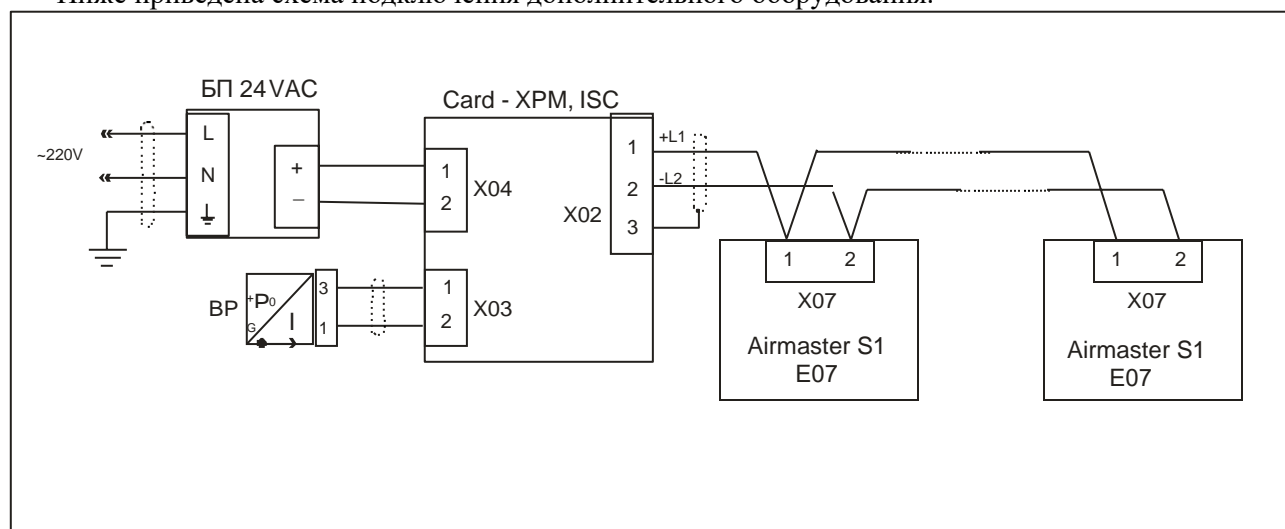 Ниже приведена схема подключения дополнительного оборудования.
БП 24VAC
~220V
L
N
+
–
Card - XPM, ISC
1
2
X04
1
2
X03
X02
1
2
3
+L1
-L2
BP
+P0
G
I
3
1
1 2
X07
Airmaster S1
E07
1 2
X07
Airmaster S1
E07